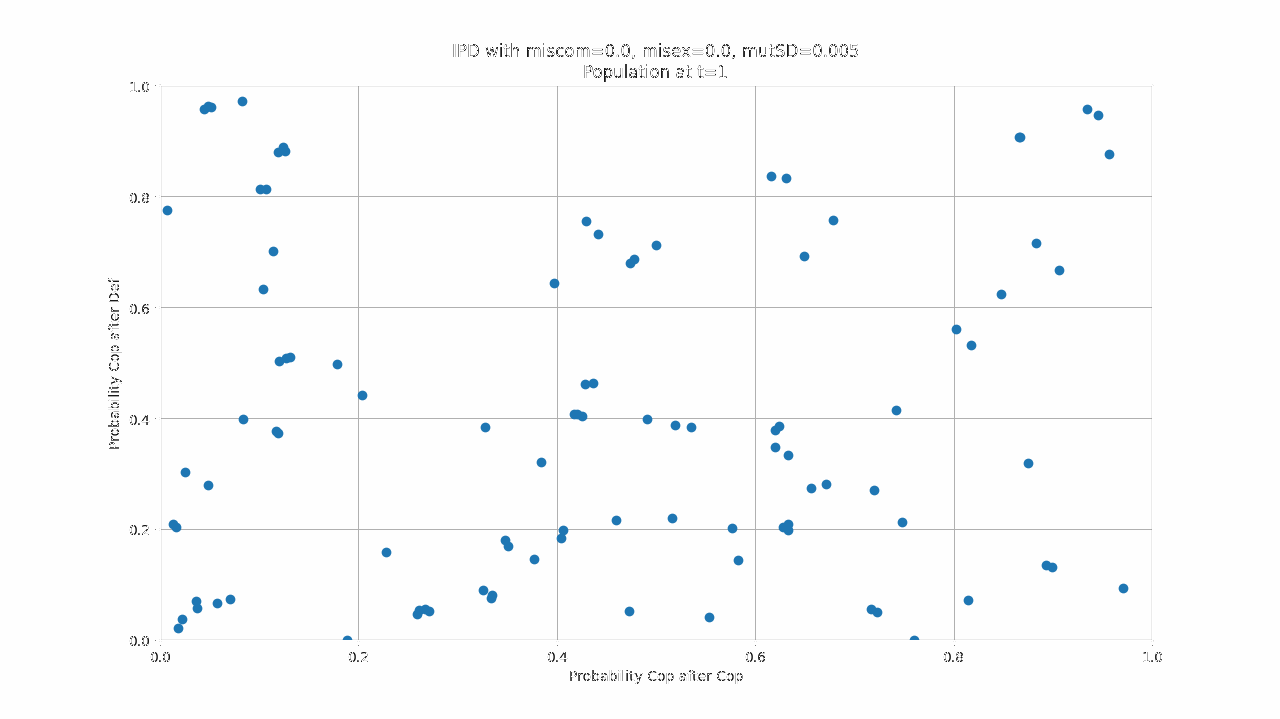 IPD with miscom=0.0, misex=0.0, mutSD=0.005
Population at t=1
1.0
0.8
0.6
0.4
0.2
0.0
Probability Cop after Def
0.0 0.2 0.4 0.6 0.8 1.0
Probability Cop after Cop